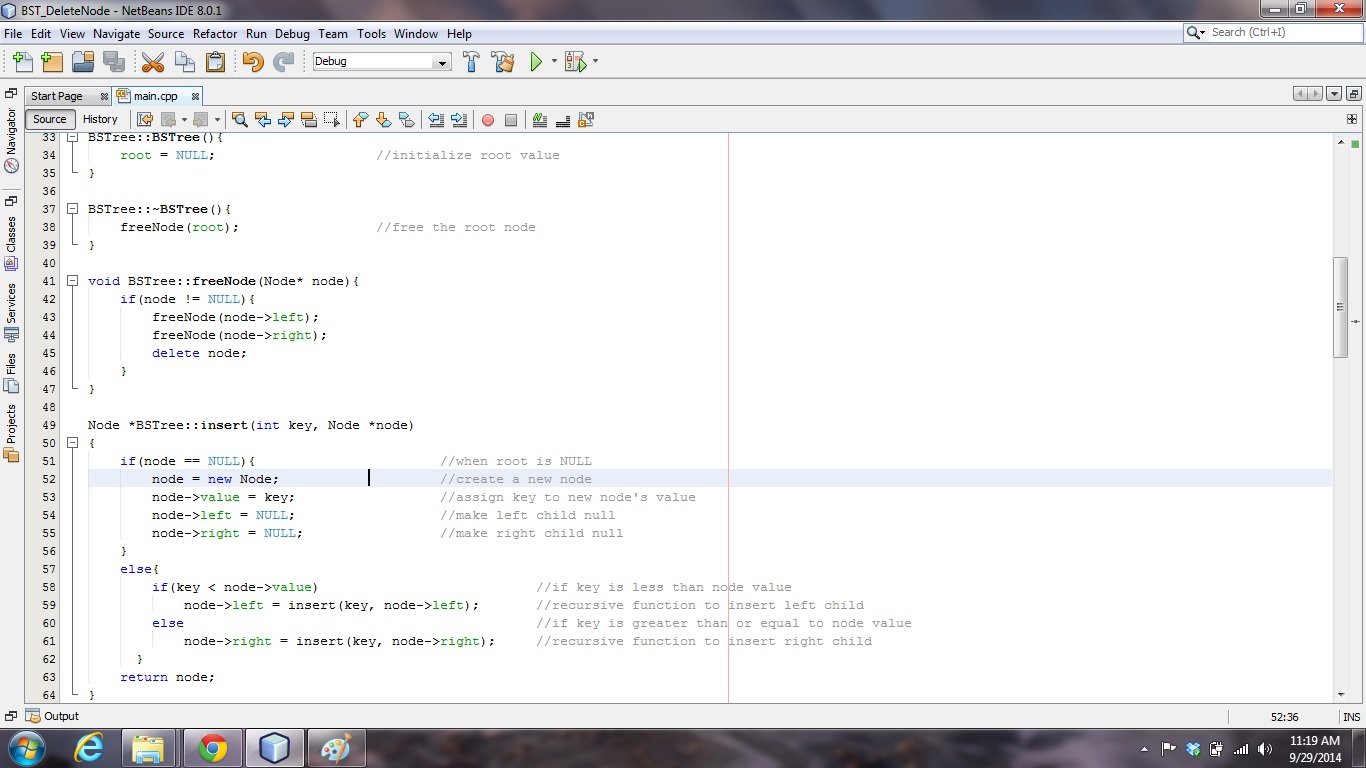 BST_DeleteNode - NetBeans IDE 8.0.1
File Edit View Navigate Source Refactor Run Debug Team Tools Window Help
Search (Ctrl+I)
Debug
Start Page
main.cpp
Source History
Navigator
Classes
Services
Files
Projects
33 BSTree::BSTree(){
34 root = NULL; //initialize root value
35 }
36
37 BSTree::~BSTree(){
38 freeNode(root); //free the root node
39 }
40
41 void BSTree::freeNode(Node* node){
42 if(node != NULL){
43 freeNode(node->left);
44 freeNode(node->right);
45 delete node;
46 }
47 }
48
49 Node *BSTree::insert(int key, Node *node)
50 {
51 if(node == NULL){ //when root is NULL
52 node = new Node; //create a new node
53 node->value = key; //assign key to new node's value
54 node->left = NULL; //make left child null
55 node->right = NULL; //make right child null
56 }
57 else{
58 if(key < node->value) //if key is less than node value
59 node->left = insert(key, node->left); //recursive function to insert left child
60 else //if key is greater than or equal to node value
61 node->right = insert(key, node->right); //recursive function to insert right child
62 }
63 return node;
64 }
Output
52:36 INS
11:19 AM
9/29/2014